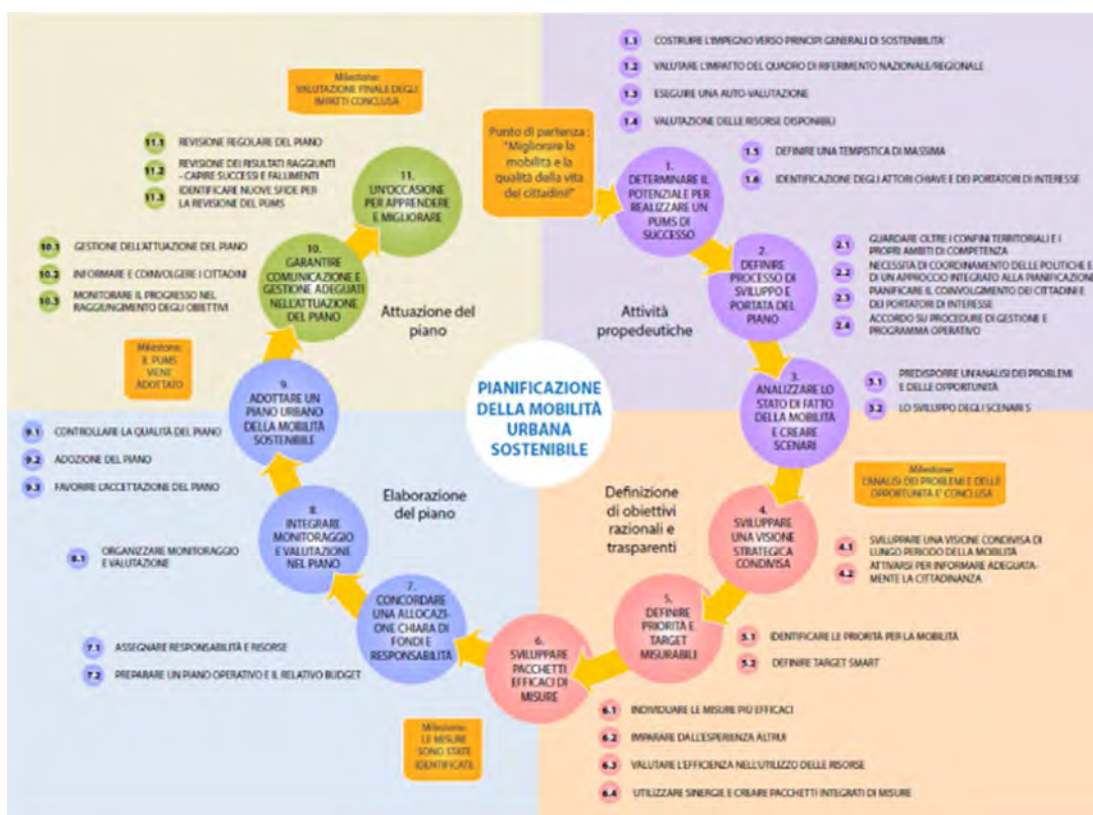 1.1 COSTRUIRE L'IMPEGNO VERSO PRINCIPI GENERALI DI SOSTENIBILITA'
1.2 VALUTARE L'IMPATTO DEL QUADRO DI RIFERIMENTO NAZIONALE/REGIONALE
1.3 ESEGUIRE UNA AUTO-VALUTAZIONE
1.4 VALUTAZIONE DELLE RISORSE DISPONIBILI
1.5 DEFINIRE UNA TEMPISTICA DI MASSIMA
1.6 IDENTIFICAZIONE DEGLI ATTORI CHIAVE E DEI PORTATORI DI INTERESSE
Punto di partenza :
"Migliorare la
mobilità e la
qualità della vita
dei cittadini!"
1.
DETERMINARE IL
POTENZIALE PER
REALIZZARE UN
PUMS DI
SUCCESSO
2.
DEFINIRE
PROCESSO DI
SVILUPPO E
PORTATA DEL
PIANO
2.1 GUARDARE OLTRE I CONFINI TERRITORIALI E I
PROPRI AMBITI DI COMPETENZA
2.2 NECESSITÀ DI COORDINAMENTO DELLE POLITICHE E
DI UN APPROCCIO INTEGRATO ALLA PIANIFICAZIONE
2.3 PIANIFICARE IL COINVOLGIMENTO DEI CITTADINI E
DEI PORTATORI DI INTERESSE
2.4 ACCORDO SU PROCEDURE DI GESTIONE E
PROGRAMMA OPERATIVO
Attività
propedeutiche
3.
ANALIZZARE LO
STATO DI FATTO
DELLA MOBILITÀ
E CREARE
SCENARI
3.1 PREDISPORRE UN'ANALISI DEI PROBLEMI
E DELLE OPPORTUNITÀ
3.2 LO SVILUPPO DEGLI SCENARI S
Milestone:
L'ANALISI DEI PROBLEMI E DELLE
OPPORTUNITÀ E' CONCLUSA
PIANIFICAZIONE
DELLA MOBILITÀ
URBANA
SOSTENIBILE
Definizione
di obiettivi
razionali e
trasparenti
4.
SVILUPPARE
UNA VISIONE
STRATEGICA
CONDIVISA
4.1 SVILUPPARE UNA VISIONE CONDIVISA DI
LUNGO PERIODO DELLA MOBILITÀ
4.2 ATTIVARSI PER INFORMARE ADEGUATA-
MENTE LA CITTADINANZA
5.
DEFINIRE
PRIORITÀ E
TARGET
MISURABILI
5.1 IDENTIFICARE LE PRIORITÀ PER LA MOBILITÀ
5.2 DEFINIRE TARGET SMART
6.
SVILUPPARE
PACCHETTI
EFFICACI DI
MISURE
6.1 INDIVIDUARE LE MISURE PIÙ EFFICACI
6.2 IMPARARE DALL'ESPERIENZA ALTRUI
6.3 VALUTARE L'EFFICIENZA NELL'UTILIZZO DELLE RISORSE
6.4 UTILIZZARE SINERGIE E CREARE PACCHETTI INTEGRATI DI MISURE
Milestone:
LE MISURE
SONO STATE
IDENTIFICATE
Elaborazione
del piano
7.
CONCORDARE
UNA ALLOCAZI-
ONE CHIARA DI
FONDI E
RESPONSABILITÀ
7.1 ASSEGNARE RESPONSABILITÀ E RISORSE
7.2 PREPARARE UN PIANO OPERATIVO E IL RELATIVO BUDGET
8.
INTEGRARE
MONITORAGGIO
E VALUTAZIONE
NEL PIANO
8.1 ORGANIZZARE MONITORAGGIO
E VALUTAZIONE
9.
ADOTTARE UN
PIANO URBANO
DELLA MOBILITÀ
SOSTENIBILE
9.1 CONTROLLARE LA QUALITÀ DEL PIANO
9.2 ADOZIONE DEL PIANO
9.3 FAVORIRE L'ACCETTAZIONE DEL PIANO
Milestone:
IL PUMS
VIENE
ADOTTATO
Attuazione del
piano
10.
GARANTIRE
COMUNICAZIONE E
GESTIONE ADEGUATI
NELL'ATTUAZIONE
DEL PIANO
10.1 GESTIONE DELL'ATTUAZIONE DEL PIANO
10.2 INFORMARE E COINVOLGERE I CITTADINI
10.3 MONITORARE IL PROGRESSO NEL
RAGGIUNGIMENTO DEGLI OBIETTIVI
11.
UN'OCCASIONE
PER APPRENDERE
E MIGLIORARE
11.1 REVISIONE REGOLARE DEL PIANO
11.2 REVISIONE DEI RISULTATI RAGGIUNTI
- CAPIRE SUCCESSI E FALLIMENTI
11.3 IDENTIFICARE NUOVE SFIDE PER
LA REVISIONE DEL PUMS
Milestone:
VALUTAZIONE FINALE DEGLI
IMPATTI CONCLUSA